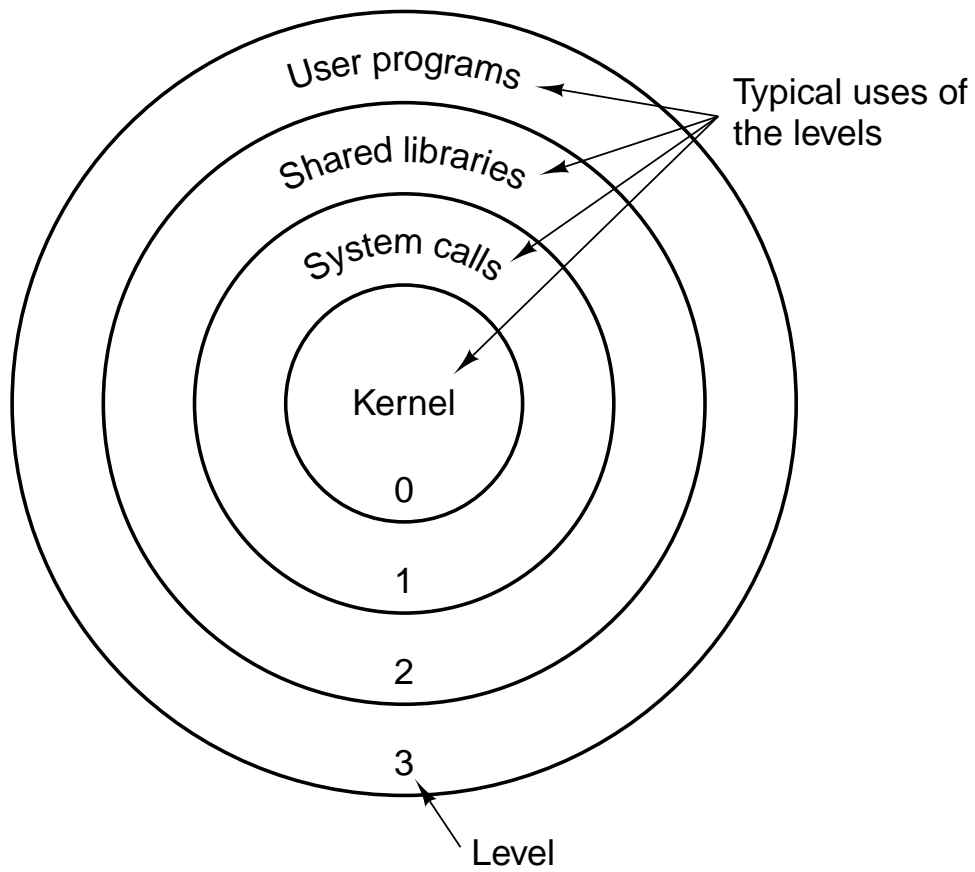 User programs
Typical uses of
the levels
Shared libraries
System calls
Kernel
0
1
2
3
Level